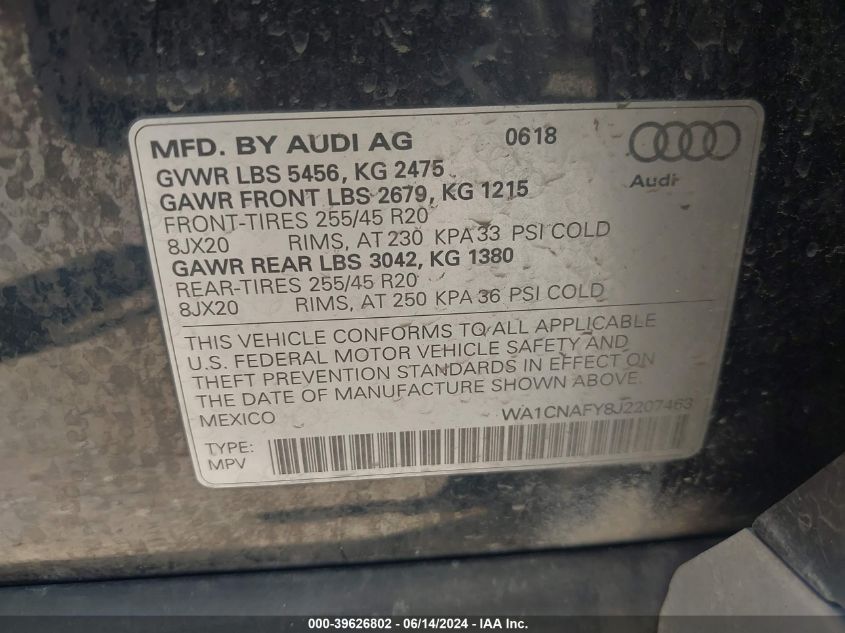 MFD. BY AUDI AG 0618
Audi
GVWR LBS 5456, KG 2475
GAWR FRONT LBS 2679, KG 1215
FRONT-TIRES 255/45 R20
8JX20 RIMS, AT 230 KPA 33 PSI COLD
GAWR REAR LBS 3042, KG 1380
REAR-TIRES 255/45 R20
8JX20 RIMS, AT 250 KPA 36 PSI COLD
THIS VEHICLE CONFORMS TO ALL APPLICABLE
U.S. FEDERAL MOTOR VEHICLE SAFETY AND
THEFT PREVENTION STANDARDS IN EFFECT ON
THE DATE OF MANUFACTURE SHOWN ABOVE.
MEXICO WA1CNAFY8J2207463
TYPE:
MPV
000-39626802 - 06/14/2024 - IAA Inc.